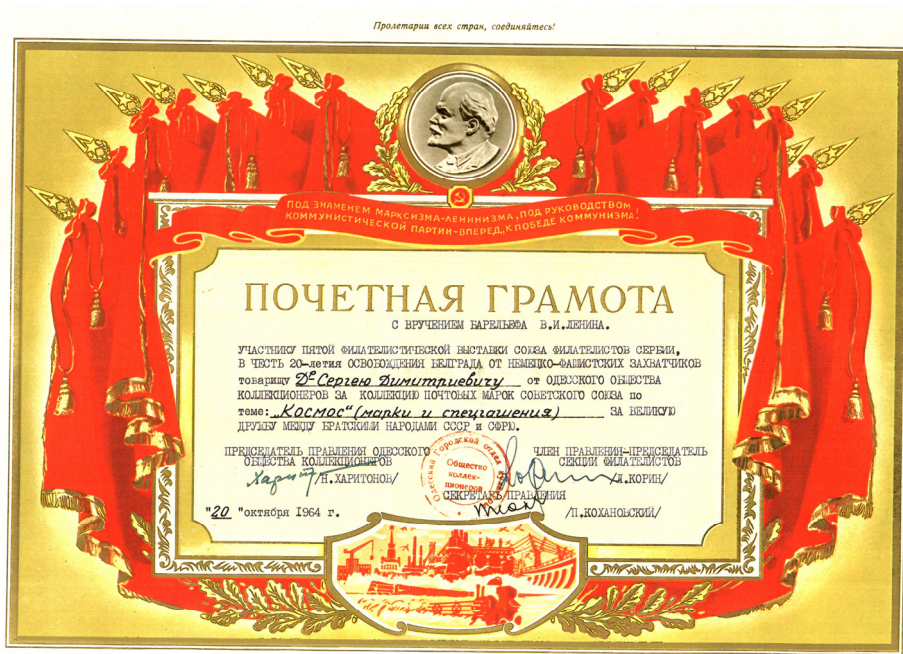 Пролетарии всех стран, соединяйтесь!
ПОД ЗНАМЕНЕМ МАРКСИЗМА-ЛЕНИНИЗМА, ПОД РУКОВОДСТВОМ
КОММУНИСТИЧЕСКОЙ ПАРТИИ-ВПЕРЕД, К ПОБЕДЕ КОММУНИЗМА!
ПОЧЕТНАЯ ГРАМОТА
С ВРУЧЕНИЕМ БАРЕЛЬЕФА В.И.ЛЕНИНА.
УЧАСТНИКУ ПЯТОЙ ФИЛАТЕЛИСТИЧЕСКОЙ ВЫСТАВКИ СОЮЗА ФИЛАТЕЛИСТОВ СЕРБИИ,
В ЧЕСТЬ 20-летия ОСВОБОЖДЕНИЯ БЕЛГРАДА ОТ НЕМЕЦКО-ФАШИСТСКИХ ЗАХВАТЧИКОВ
товарищу Др Сергею Димитриевичу от ОДЕССКОГО ОБЩЕСТВА
КОЛЛЕКЦИОНЕРОВ ЗА КОЛЛЕКЦИЮ ПОЧТОВЫХ МАРОК СОВЕТСКОГО СОЮЗА по
теме: „Космос" (марки и спецгашения) ЗА ВЕЛИКУЮ
ДРУЖБУ МЕЖДУ БРАТСКИМИ НАРОДАМИ СССР и СФРЮ.
ПРЕДСЕДАТЕЛЬ ПРАВЛЕНИЯ ОДЕССКОГО
ОБЩЕСТВА КОЛЛЕКЦИОНЕРОВ
/Н.ХАРИТОНОВ/
ЧЛЕН ПРАВЛЕНИЯ-ПРЕДСЕДАТЕЛЬ
СЕКЦИИ ФИЛАТЕЛИСТОВ
КОРИН/
Одесский Городской отдел
Общество
коллек-
ционеров
СЕКРЕТАРЬ ПРАВЛЕНИЯ
/П.КОХАНОВСКИЙ/
"20 "октября 1964 г.